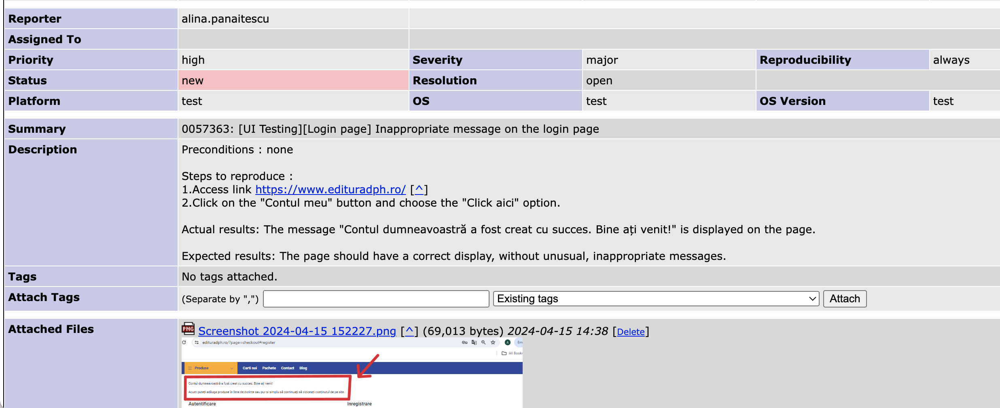 Reporter alina.panaitescu
Assigned To
Priority high Severity major Reproducibility always
Status new Resolution open
Platform test OS test OS Version test
Summary 0057363: [UI Testing][Login page] Inappropriate message on the login page
Description Preconditions : none
Steps to reproduce :
1.Access link https://www.edituradph.ro/ [^]
2.Click on the "Contul meu" button and choose the "Click aici" option.
Actual results: The message "Contul dumneavoastră a fost creat cu succes. Bine ați venit!" is displayed on the page.
Expected results: The page should have a correct display, without unusual, inappropriate messages.
Tags No tags attached.
Attach Tags (Separate by ",") Existing tags Attach
Attached Files PNG Screenshot 2024-04-15 152227.png [^] (69,013 bytes) 2024-04-15 14:38 [Delete]
edituradph.ro/?page=checkout#register A Erro
All Bookr
Produse Carti noi Pachete Contact Blog
Contul dumneavoastră a fost creat cu succes. Bine ați venit!
Acum puteți adăuga produse în lista de dorințe sau pur si simplu să continuați să vizionați conținutul de pe site.
Autentificare Inregistrare